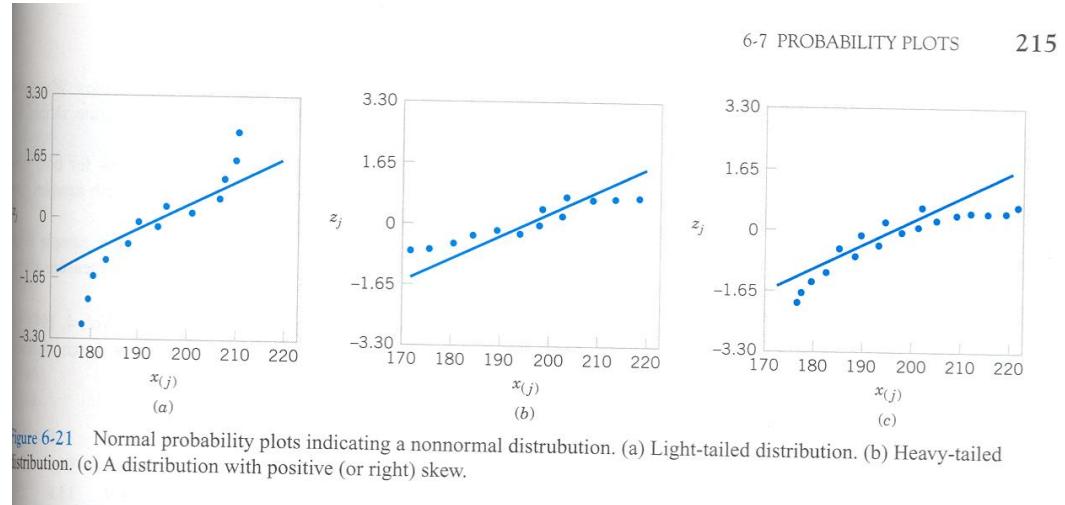 6-7 PROBABILITY PLOTS 215
3.30
1.65
0
-1.65
-3.30
170 180 190 200 210 220
x(j)
(a)
3.30
1.65
zj 0
-1.65
-3.30
170 180 190 200 210 220
x(j)
(b)
3.30
1.65
zj 0
-1.65
-3.30
170 180 190 200 210 220
x(j)
(c)
igure 6-21 Normal probability plots indicating a nonnormal distrubution. (a) Light-tailed distribution. (b) Heavy-tailed
istribution. (c) A distribution with positive (or right) skew.